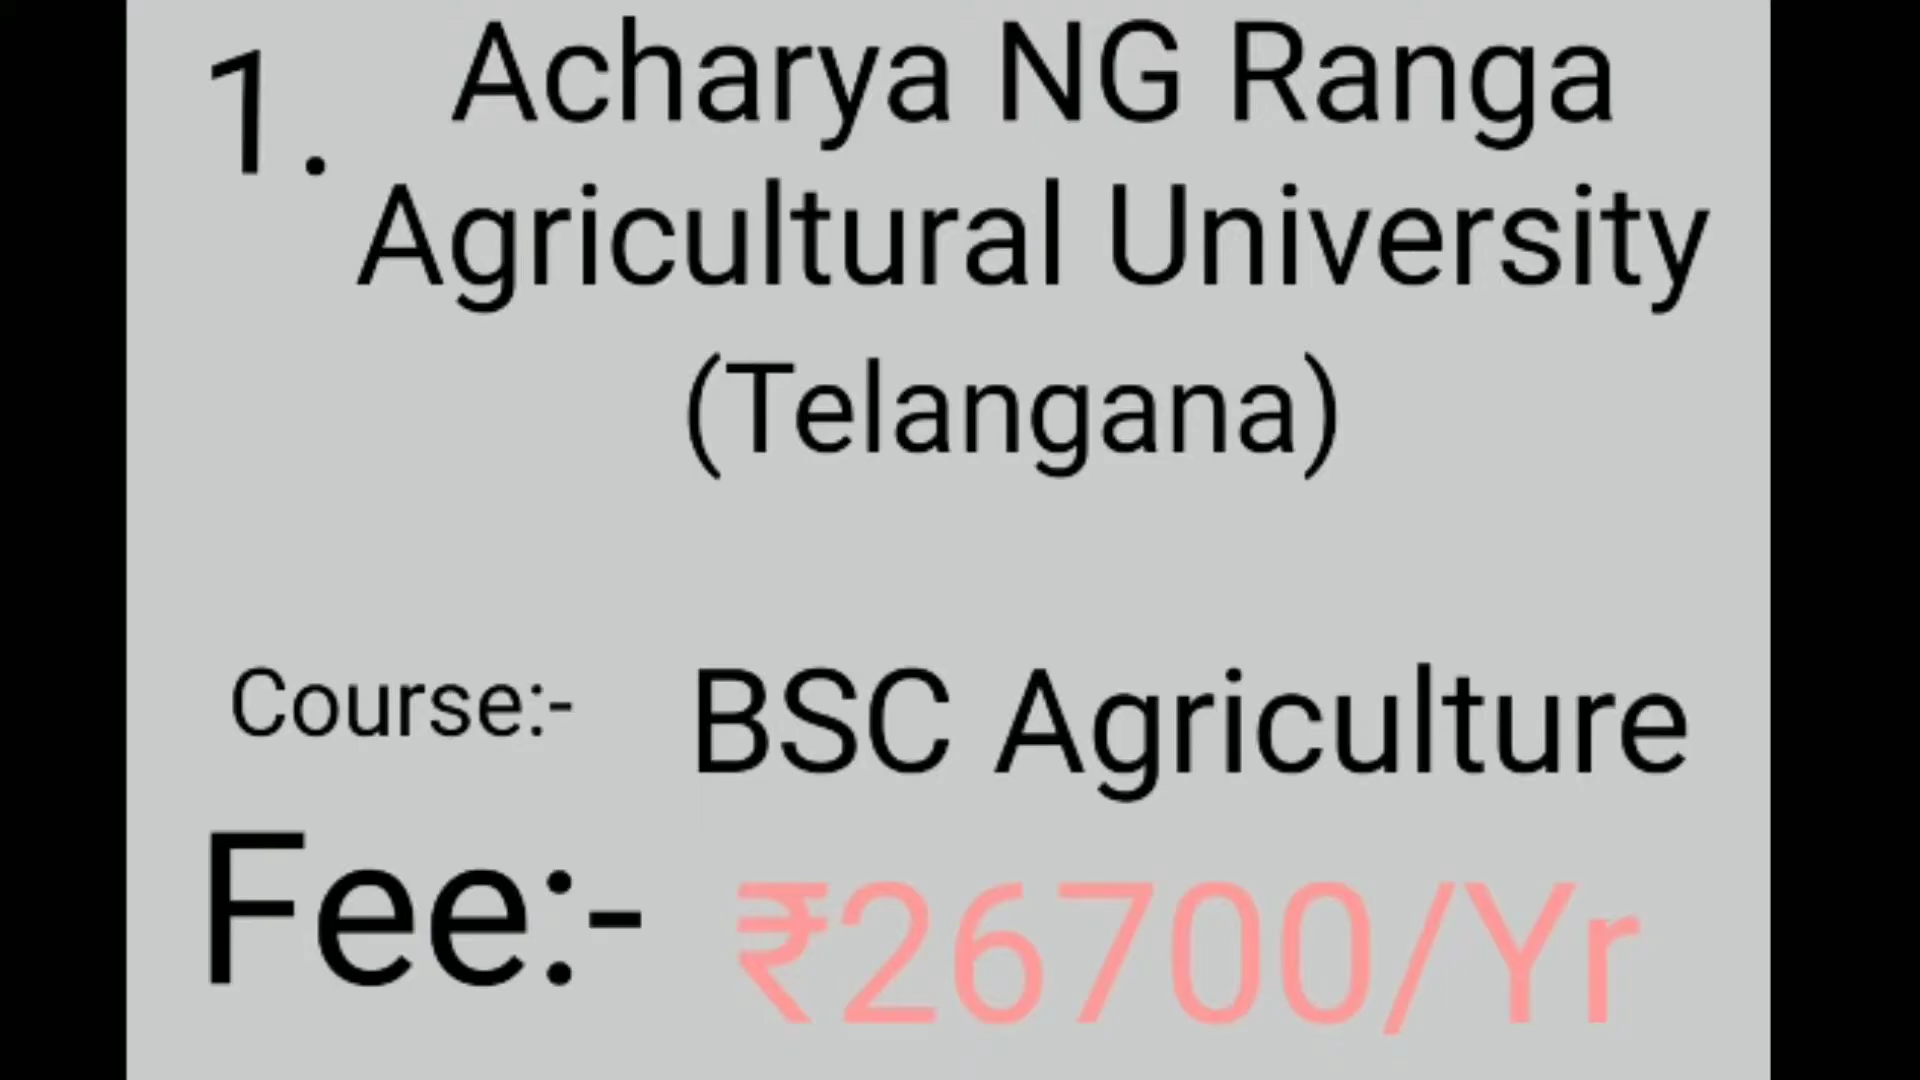 1. Acharya NG Ranga
Agricultural University
(Telangana)
Course:- BSC Agriculture
Fee:- ₹26700/Yr